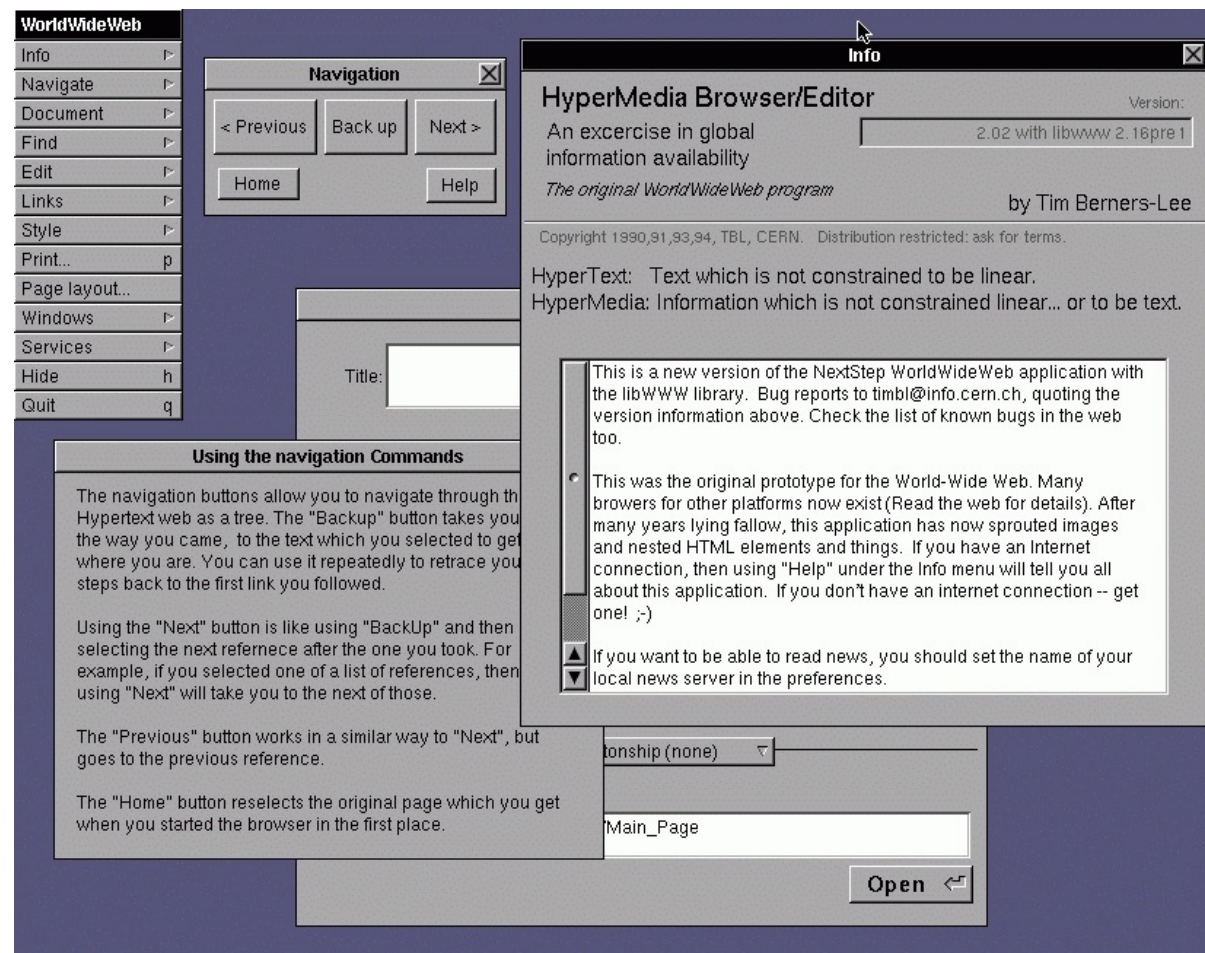 WorldWideWeb
Info
Navigate
Document
Find
Edit
Links
Style
Print... p
Page layout...
Windows
Services
Hide h
Quit q
Navigation
< Previous
Back up
Next >
Home
Help
Info
HyperMedia Browser/Editor
Version:
An excercise in global
information availability
2.02 with libwww 2.16pre1
The original WorldWideWeb program
by Tim Berners-Lee
Copyright 1990,91,93,94, TBL, CERN. Distribution restricted: ask for terms.
HyperText: Text which is not constrained to be linear.
HyperMedia: Information which is not constrained linear... or to be text.
This is a new version of the NextStep WorldWideWeb application with
the libWWW library. Bug reports to timbl@info.cern.ch, quoting the
version information above. Check the list of known bugs in the web
too.
This was the original prototype for the World-Wide Web. Many
browers for other platforms now exist (Read the web for details). After
many years lying fallow, this application has now sprouted images
and nested HTML elements and things. If you have an Internet
connection, then using "Help" under the Info menu will tell you all
about this application. If you don't have an internet connection -- get
one! ;-)
If you want to be able to read news, you should set the name of your
local news server in the preferences.
Title:
Using the navigation Commands
The navigation buttons allow you to navigate through th
Hypertext web as a tree. The "Backup" button takes you
the way you came, to the text which you selected to get
where you are. You can use it repeatedly to retrace you
steps back to the first link you followed.
Using the "Next" button is like using "BackUp" and then
selecting the next refernece after the one you took. For
example, if you selected one of a list of references, then
using "Next" will take you to the next of those.
The "Previous" button works in a similar way to "Next", but
goes to the previous reference.
The "Home" button reselects the original page which you get
when you started the browser in the first place.
tonship (none)
/Main_Page
Open